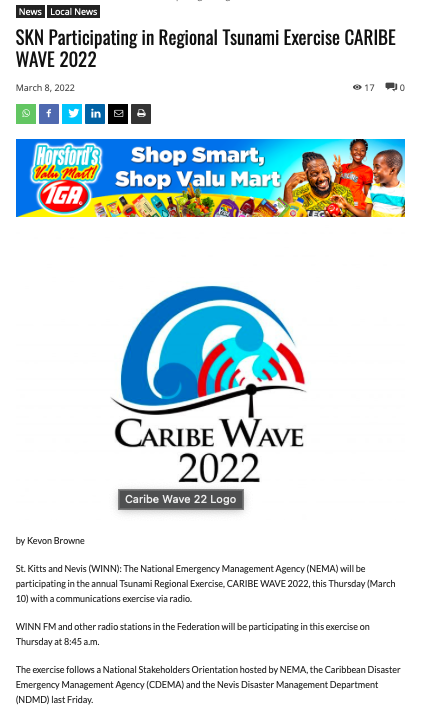 News Local News
SKN Participating in Regional Tsunami Exercise CARIBE
WAVE 2022
March 8, 2022
17
0
Horsford's
Valu Mart!
IGA
Shop Smart,
Shop Valu Mart
CARIBE WAVE
2022
Caribe Wave 22 Logo
by Kevon Browne
St. Kitts and Nevis (WINN): The National Emergency Management Agency (NEMA) will be
participating in the annual Tsunami Regional Exercise, CARIBE WAVE 2022, this Thursday (March
10) with a communications exercise via radio.
WINN FM and other radio stations in the Federation will be participating in this exercise on
Thursday at 8:45 a.m.
The exercise follows a National Stakeholders Orientation hosted by NEMA, the Caribbean Disaster
Emergency Management Agency (CDEMA) and the Nevis Disaster Management Department
(NDMD) last Friday.